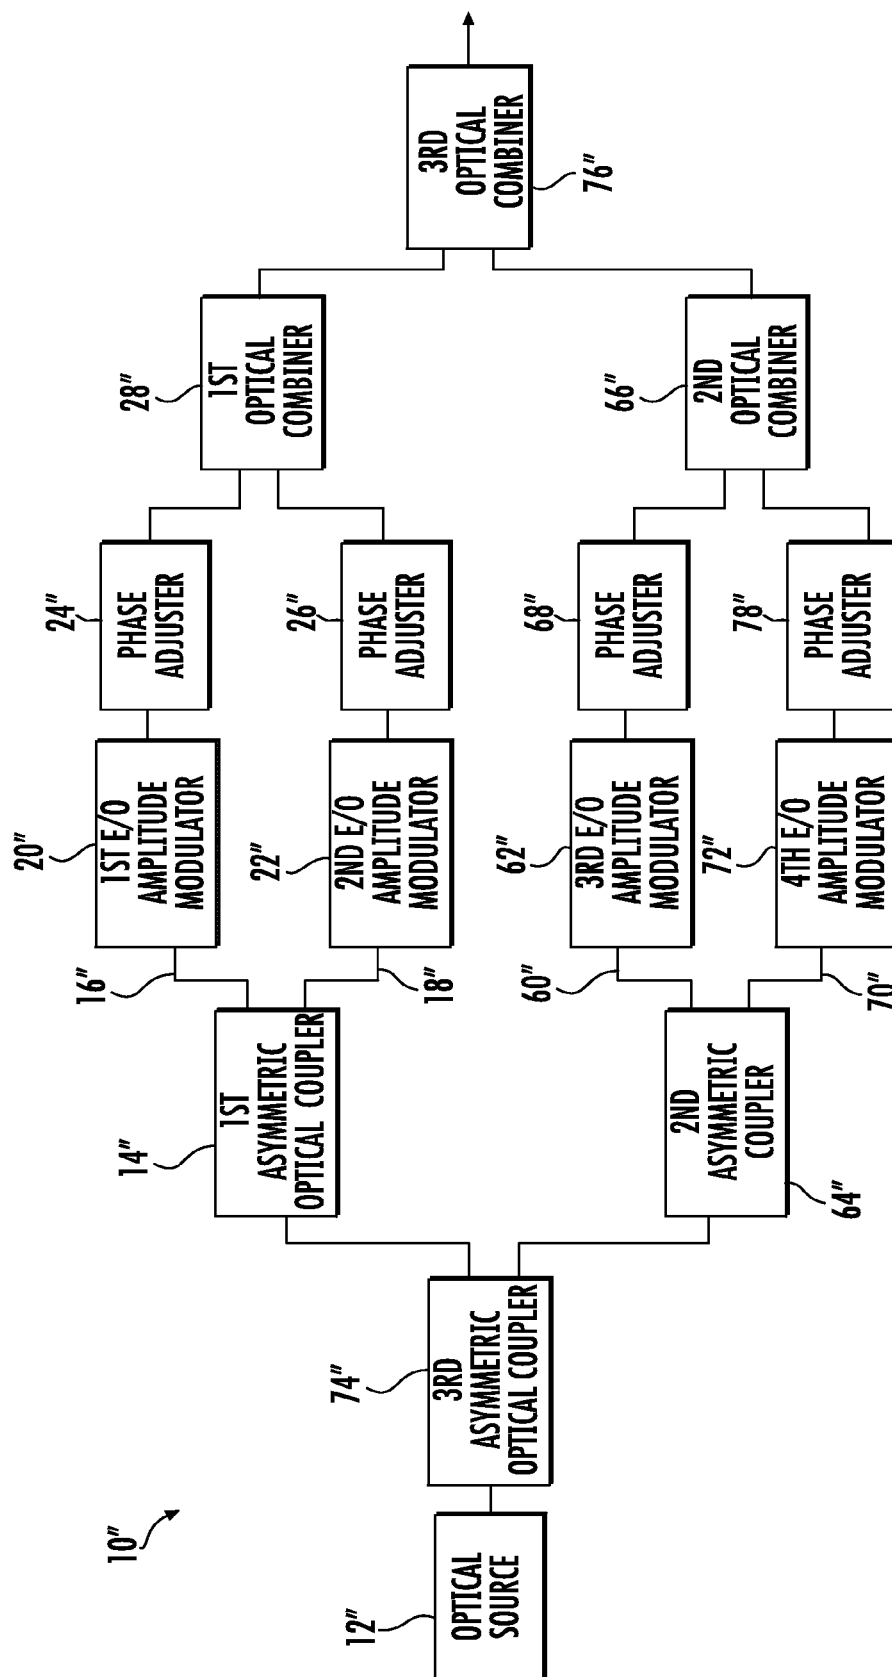 10"
12"
OPTICAL
SOURCE
74"
3RD
ASYMMETRIC
OPTICAL COUPLER
14"
1ST
ASYMMETRIC
OPTICAL COUPLER
2ND
ASYMMETRIC
COUPLER
64"
16"
18"
60"
70"
20"
1ST E/O
AMPLITUDE
MODULATOR
22"
2ND E/O
AMPLITUDE
MODULATOR
62"
3RD E/O
AMPLITUDE
MODULATOR
72"
4TH E/O
AMPLITUDE
MODULATOR
24"
PHASE
ADJUSTER
26"
PHASE
ADJUSTER
68"
PHASE
ADJUSTER
78"
PHASE
ADJUSTER
28"
1ST
OPTICAL
COMBINER
66"
2ND
OPTICAL
COMBINER
3RD
OPTICAL
COMBINER
76"